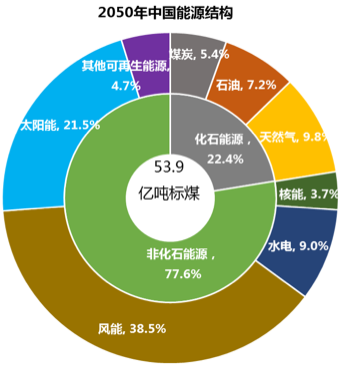 2050年中国能源结构
煤炭, 5.4%
石油, 7.2%
天然气, 9.8%
核能, 3.7%
水电, 9.0%
风能, 38.5%
太阳能, 21.5%
其他可再生能源,
4.7%
化石能源,
22.4%
非化石能源,
77.6%
53.9
亿吨标煤